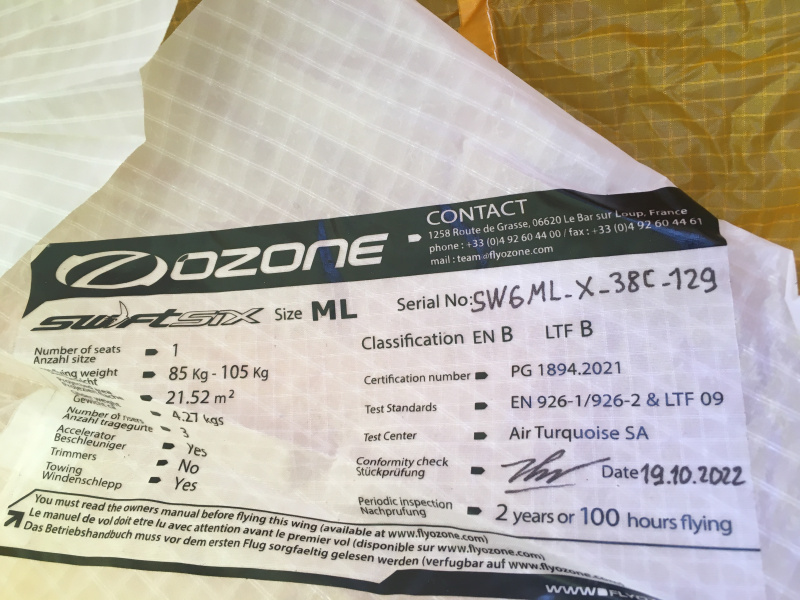 OZONE
CONTACT
1258 Route de Grasse, 06620 Le Bar sur Loup, France
phone : +33 (0)4 92 60 44 00 / fax : +33 (0)4 92 60 44 61
mail : team@flyozone.com
SWIFTSIX Size ML
Serial No: SW6ML-X-38C-129
Classification EN B LTF B
Number of seats
Anzahl sitze
1
85 Kg - 105 Kg
21.52 m²
4.27 kgs
Number of
Anzahl tragegurte
3
Accelerator
Beschleuniger
Yes
Trimmers
No
Towing
Windenschlepp
Yes
Certification number PG 1894.2021
Test Standards EN 926-1/926-2 & LTF 09
Test Center Air Turquoise SA
Conformity check
Stückprüfung
Date 19.10.2022
Periodic inspection
Nachprufung
2 years or 100 hours flying
You must read the owners manual before flying this wing (available at www.flyozone.com)
Le manuel de vol doit etre lu avec attention avant le premier vol (disponible sur www.flyozone.com)
Das Betriebshandbuch muss vor dem ersten Flug sorgfaeltig gelesen werden (verfugbar auf www.flyozone.com)